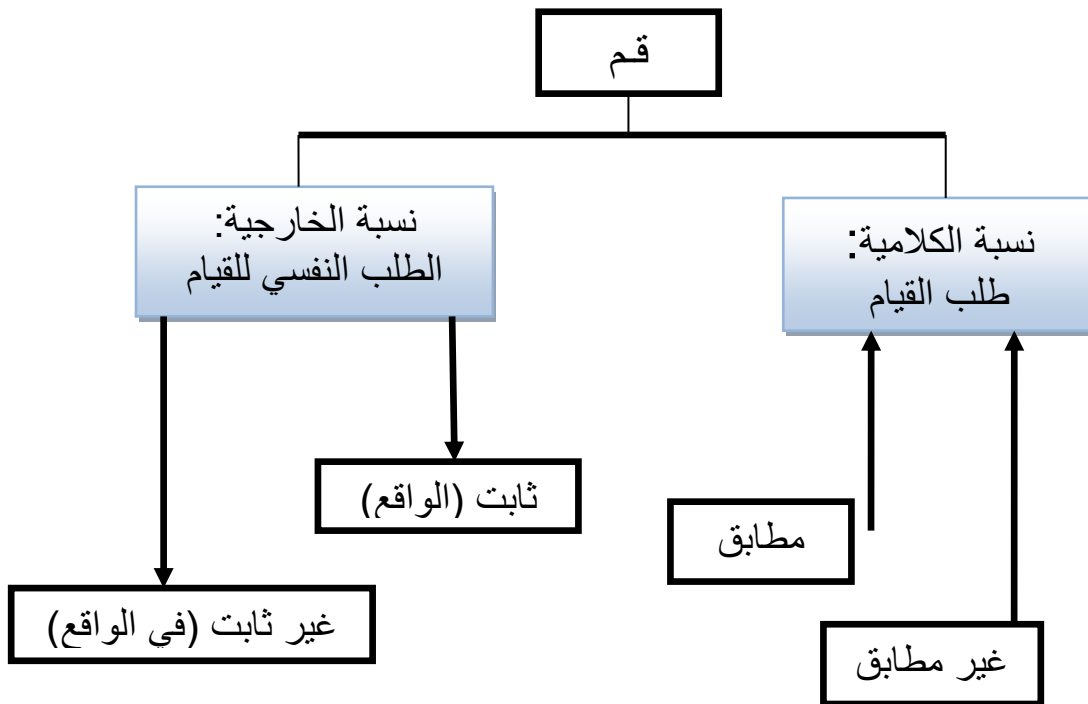 قم
نسبة الكلامية:
طلب القيام
نسبة الخارجية:
الطلب النفسي للقيام
مطابق
غير مطابق
ثابت (الواقع)
غير ثابت (في الواقع)